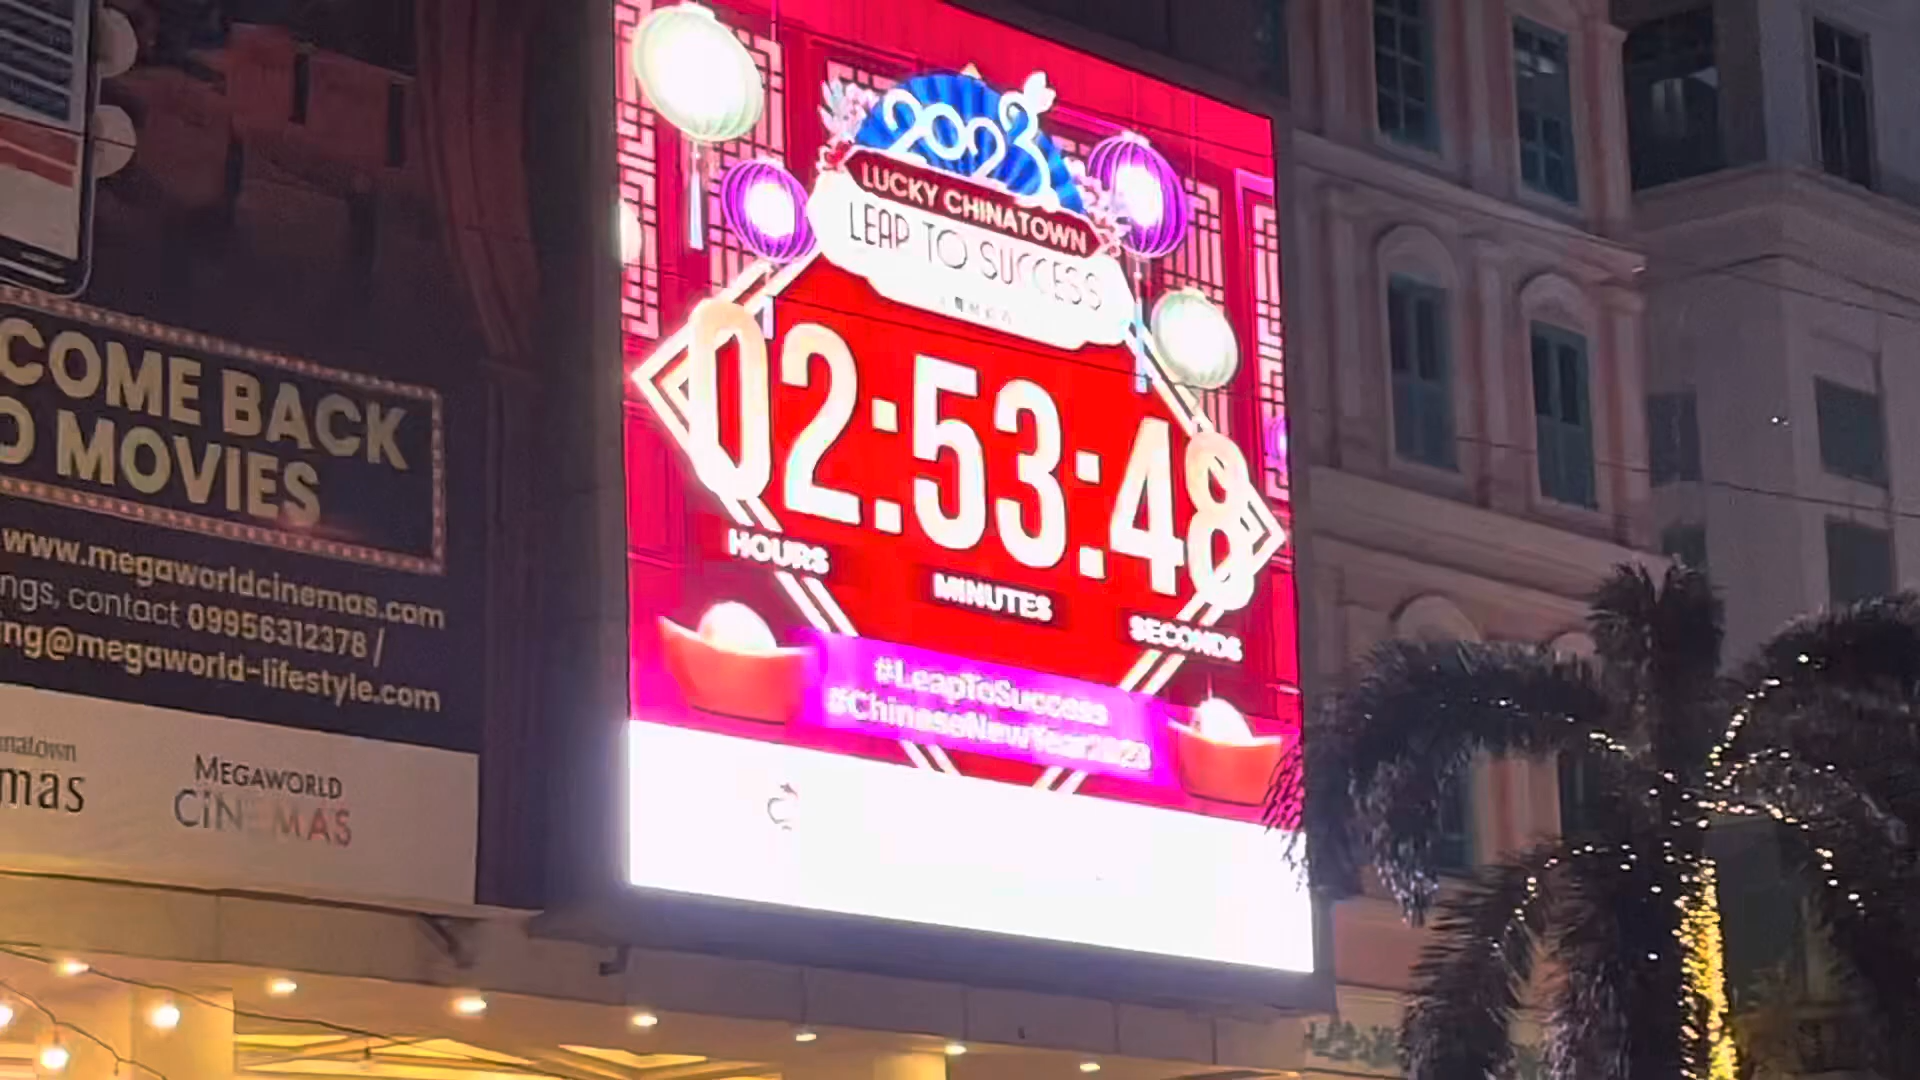 COME BACK
O MOVIES
www.megaworldcinemas.com
ngs, contact 09956312378 /
ing@megaworld-lifestyle.com
natown
mas
MEGAWORLD
CINEMAS
2023
LUCKY CHINATOWN
LEAP TO SUCCESS
02:53:48
HOURS
MINUTES
SECONDS
#LeapToSuccess
#ChineseNewYear2023